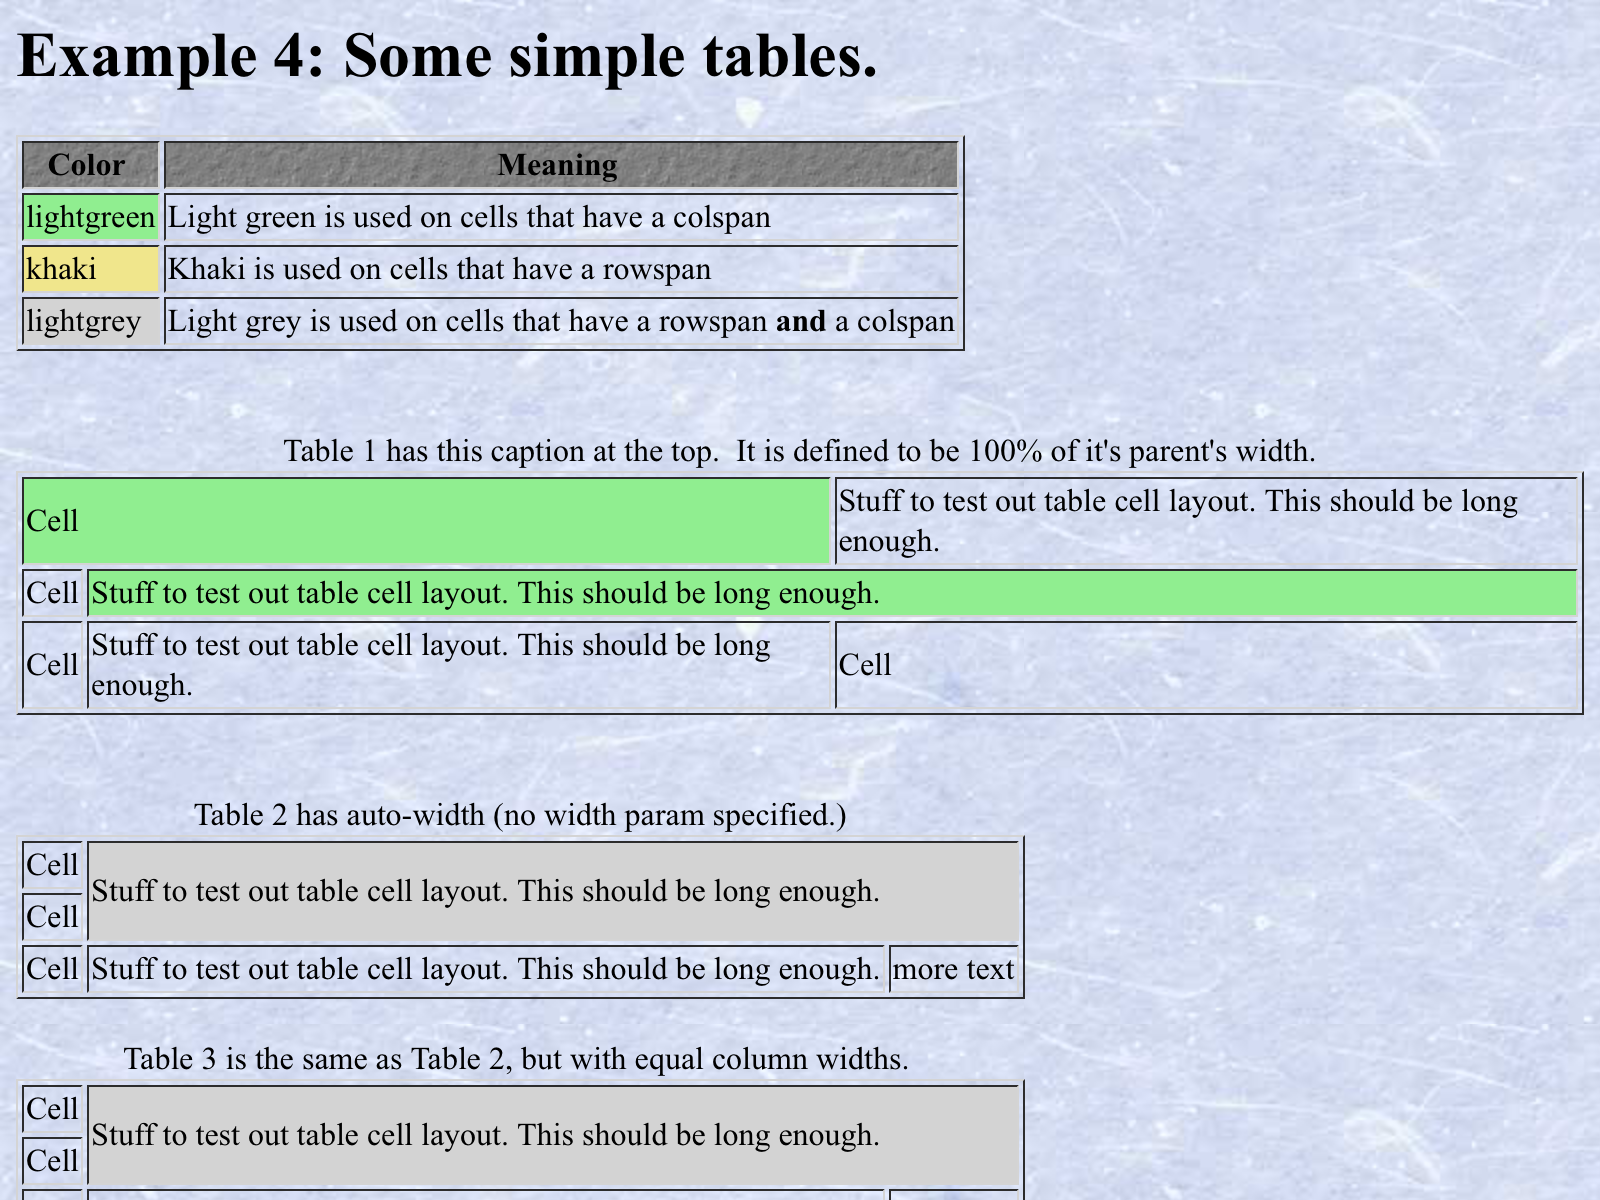 Example 4: Some simple tables.
Color Meaning
lightgreen Light green is used on cells that have a colspan
khaki Khaki is used on cells that have a rowspan
lightgrey Light grey is used on cells that have a rowspan and a colspan
Table 1 has this caption at the top.  It is defined to be 100% of it's parent's width.
Cell Stuff to test out table cell layout. This should be long
enough.
Cell Stuff to test out table cell layout. This should be long enough.
Cell Stuff to test out table cell layout. This should be long
enough. Cell
Table 2 has auto-width (no width param specified.)
Cell Stuff to test out table cell layout. This should be long enough.
Cell
Cell Stuff to test out table cell layout. This should be long enough. more text
Table 3 is the same as Table 2, but with equal column widths.
Cell Stuff to test out table cell layout. This should be long enough.
Cell